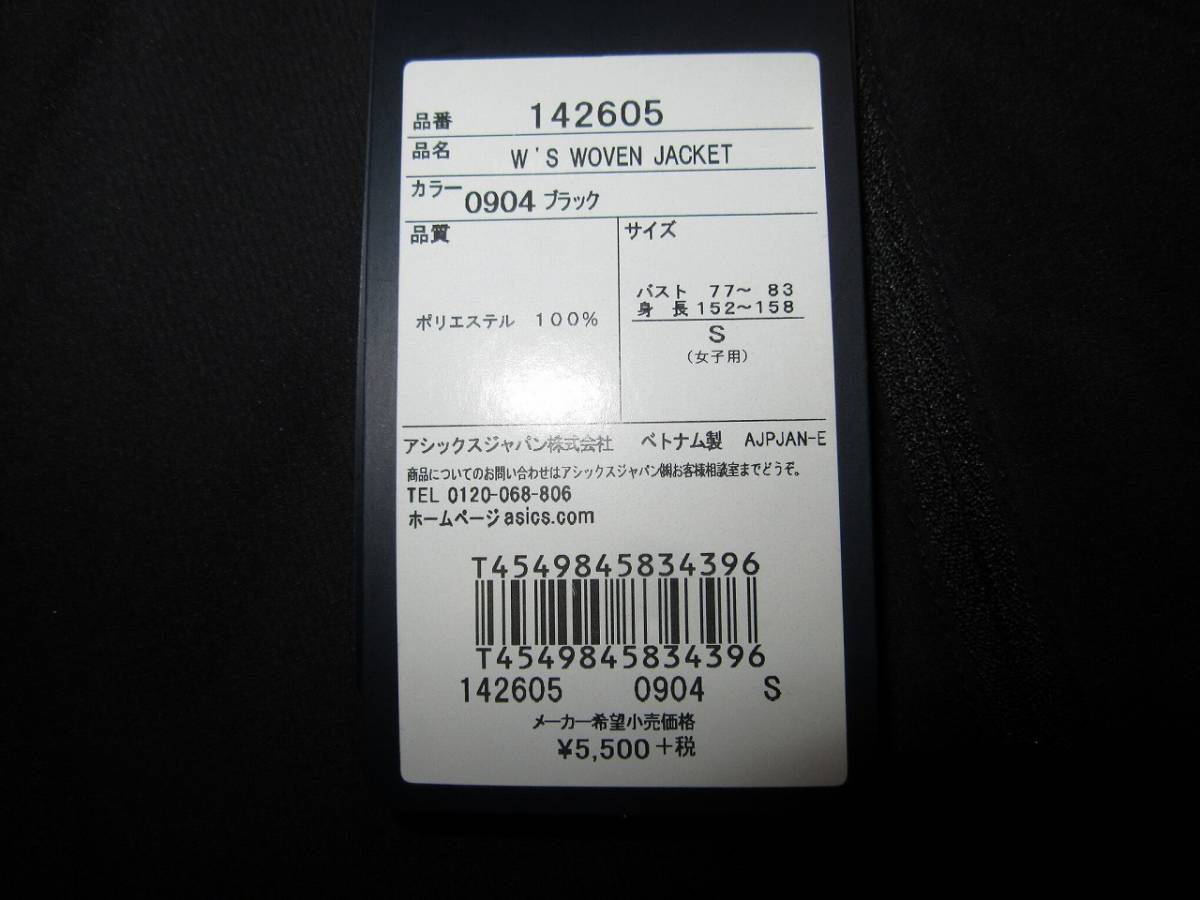 品番 142605
品名 W'S WOVEN JACKET
カラー 0904 ブラック
品質
ポリエステル 100%
サイズ
バスト 77～ 83
身 長 152～158
S
(女子用)
アシックスジャパン株式会社 ベトナム製 AJPJAN-E
商品についてのお問い合わせはアシックスジャパン㈱お客様相談室までどうぞ。
TEL 0120-068-806
ホームページ asics.com
T4549845834396
T4549845834396
142605 0904 S
メーカー希望小売価格
¥5,500+税